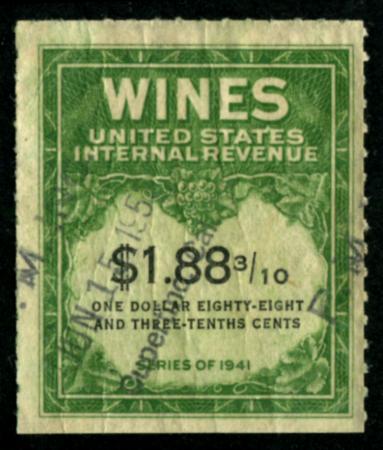 WINES
UNITED STATES
INTERNAL REVENUE
$1.88 3/10
ONE DOLLAR EIGHTY-EIGHT
AND THREE-TENTHS CENTS
SERIES OF 1941